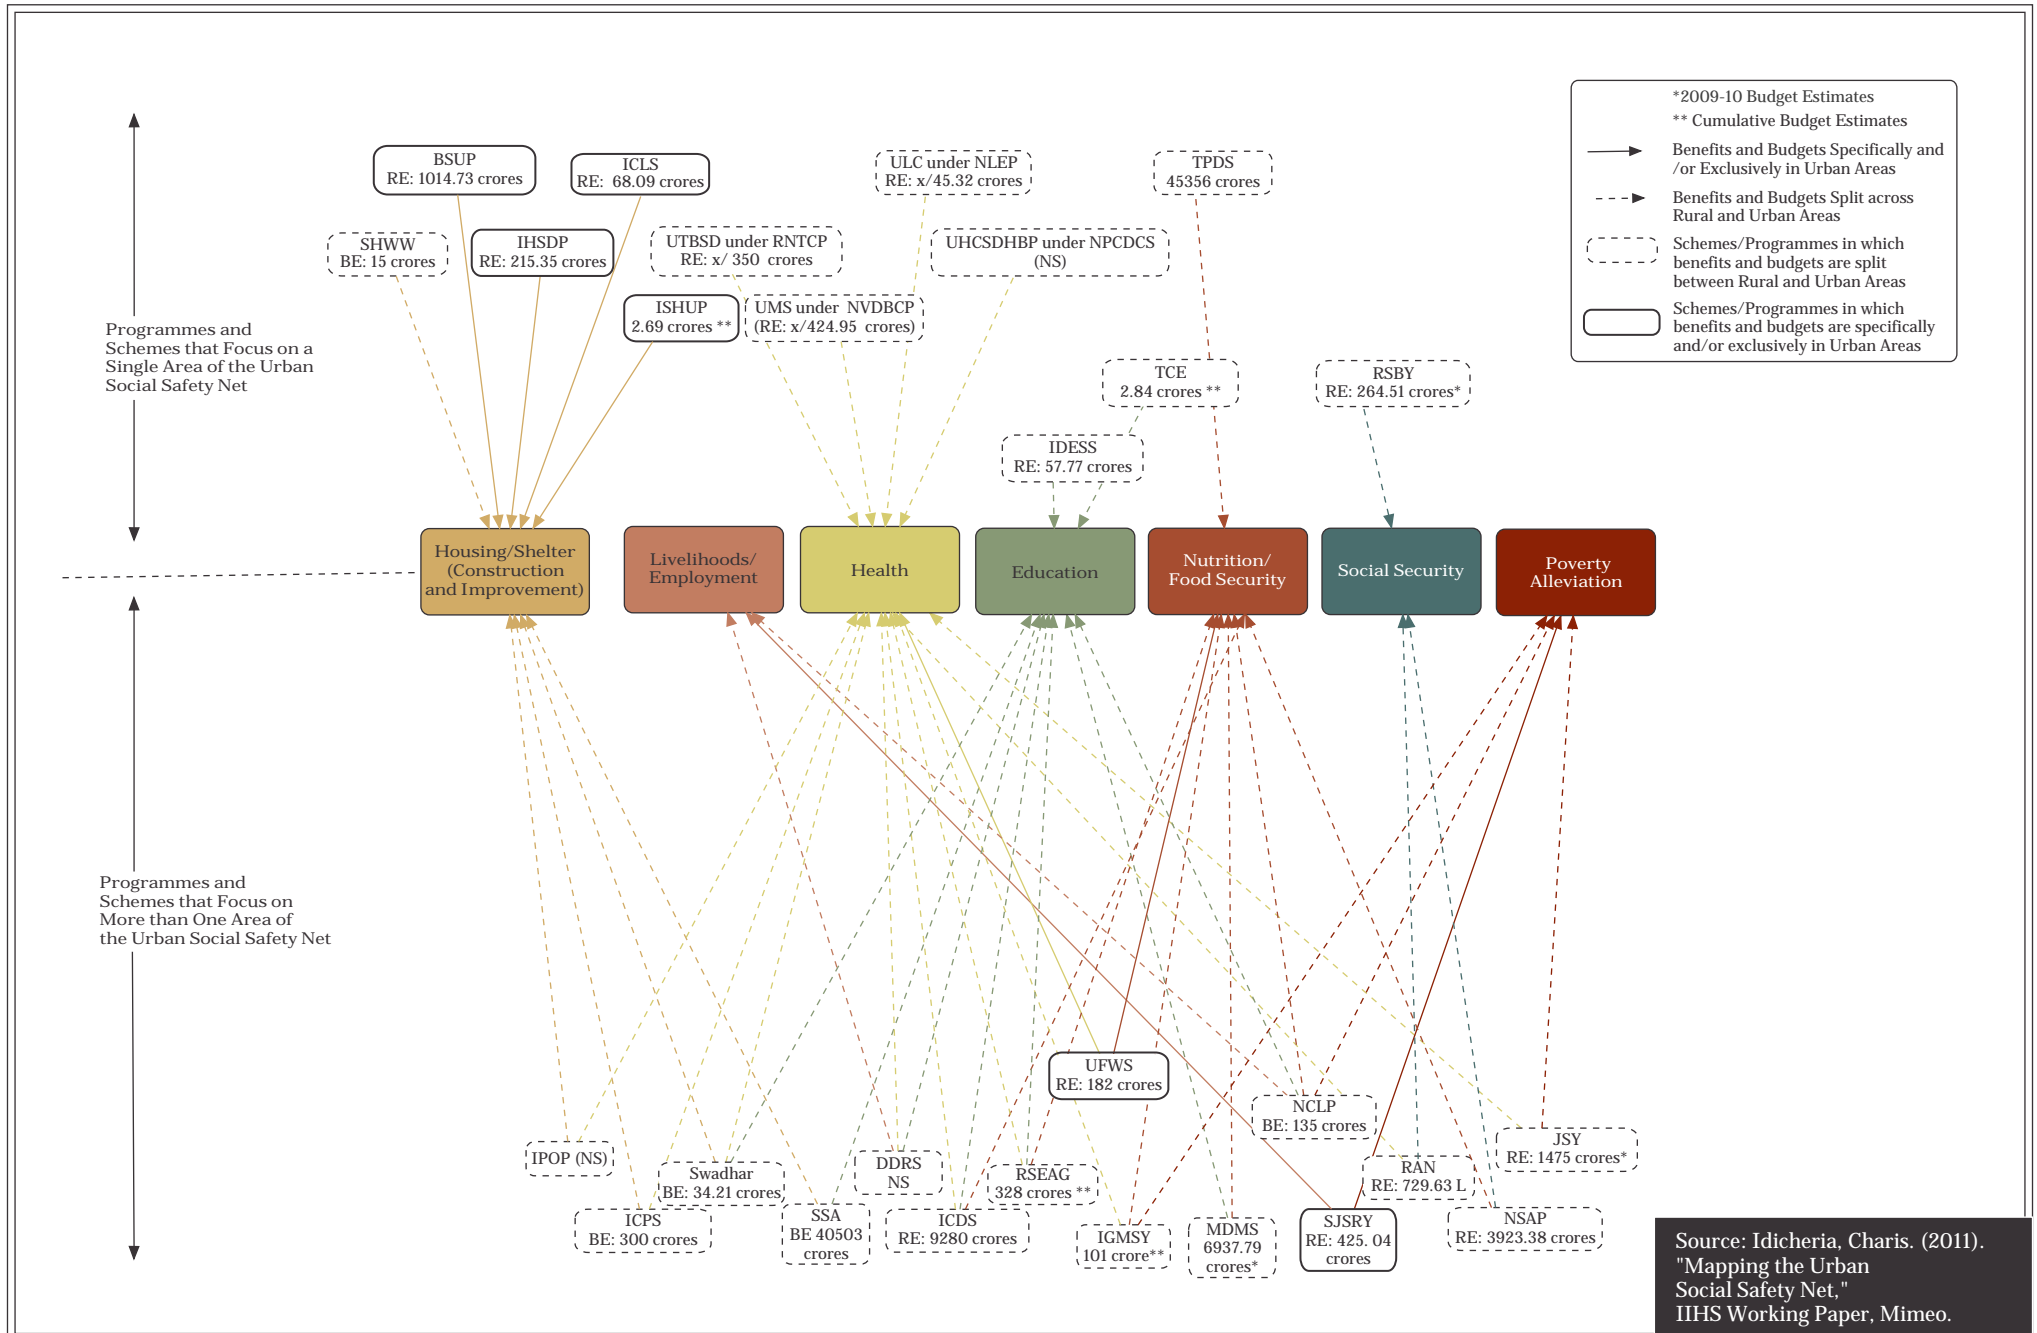 *2009-10 Budget Estimates
** Cumulative Budget Estimates
Benefits and Budgets Specifically and
/or Exclusively in Urban Areas
Benefits and Budgets Split across
Rural and Urban Areas
Schemes/Programmes in which
benefits and budgets are split
between Rural and Urban Areas
Schemes/Programmes in which
benefits and budgets are specifically
and/or exclusively in Urban Areas
BSUP
RE: 1014.73 crores
ICLS
RE: 68.09 crores
ULC under NLEP
RE: x/45.32 crores
TPDS
45356 crores
SHWW
BE: 15 crores
IHSDP
RE: 215.35 crores
UTBSD under RNTCP
RE: x/ 350 crores
UHCSDHBP under NPCDCS
(NS)
ISHUP
2.69 crores **
UMS under NVDBCP
(RE: x/424.95 crores)
Programmes and
Schemes that Focus on a
Single Area of the Urban
Social Safety Net
TCE
2.84 crores **
RSBY
RE: 264.51 crores*
IDESS
RE: 57.77 crores
Housing/Shelter
(Construction
and Improvement)
Livelihoods/
Employment
Health
Education
Nutrition/
Food Security
Social Security
Poverty
Alleviation
Programmes and
Schemes that Focus on
More than One Area of
the Urban Social Safety Net
UFWS
RE: 182 crores
NCLP
BE: 135 crores
JSY
RE: 1475 crores*
IPOP (NS)
Swadhar
BE: 34.21 crores
DDRS
NS
RSEAG
328 crores **
RAN
RE: 729.63 L
ICPS
BE: 300 crores
SSA
BE 40503
crores
ICDS
RE: 9280 crores
IGMSY
101 crore**
MDMS
6937.79
crores*
SJSRY
RE: 425. 04
crores
NSAP
RE: 3923.38 crores
Source: Idicheria, Charis. (2011).
"Mapping the Urban
Social Safety Net,"
IIHS Working Paper, Mimeo.